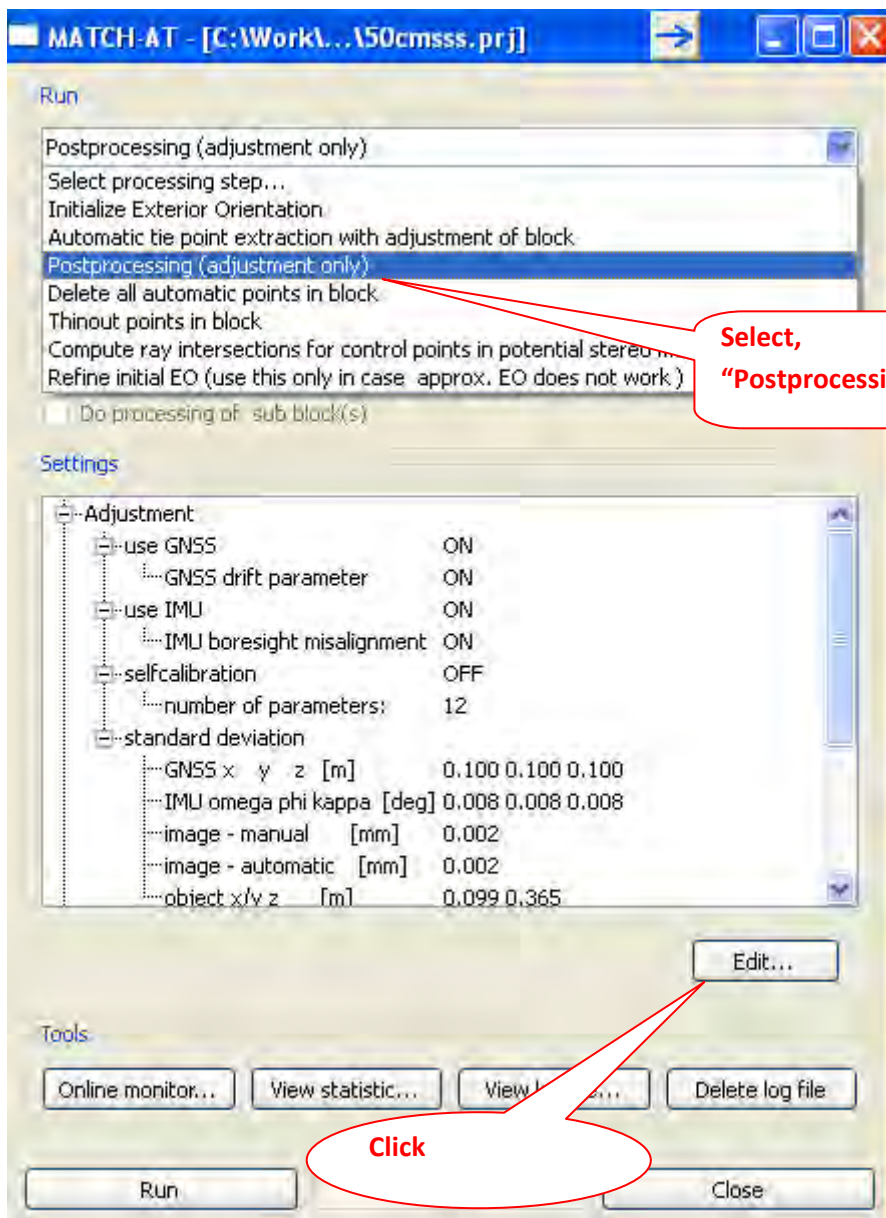 MATCH-AT - [C:\Work\...\50cmsss.prj]
Run
Postprocessing (adjustment only)
Select processing step...
Initialize Exterior Orientation
Automatic tie point extraction with adjustment of block
Postprocessing (adjustment only)
Delete all automatic points in block
Thinout points in block
Compute ray intersections for control points in potential stereo
Refine initial EO (use this only in case approx. EO does not work )
Select,
“Postprocessi
Do processing of sub block(s)
Settings
Adjustment
use GNSS ON
GNSS drift parameter ON
use IMU ON
IMU boresight misalignment ON
selfcalibration OFF
number of parameters: 12
standard deviation
GNSS x y z [m] 0.100 0.100 0.100
IMU omega phi kappa [deg] 0.008 0.008 0.008
image - manual [mm] 0.002
image - automatic [mm] 0.002
object x/y z [m] 0.099 0.365
Edit...
Tools
Online monitor... View statistic... View Delete log file
Click
Run Close